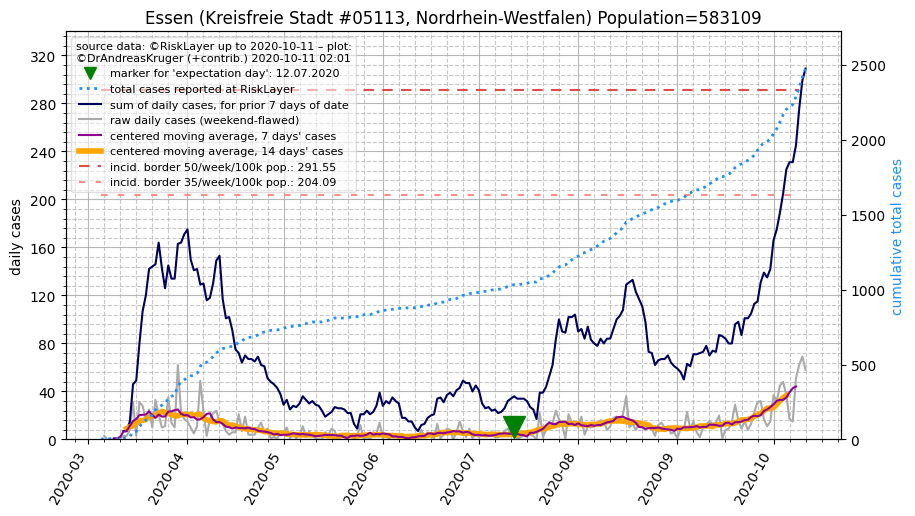 Essen (Kreisfreie Stadt #05113, Nordrhein-Westfalen) Population=583109
source data: ©RiskLayer up to 2020-10-11 – plot:
©DrAndreasKruger (+contrib.) 2020-10-11 02:01
marker for 'expectation day': 12.07.2020
total cases reported at RiskLayer
sum of daily cases, for prior 7 days of date
raw daily cases (weekend-flawed)
centered moving average, 7 days' cases
centered moving average, 14 days' cases
incid. border 50/week/100k pop.: 291.55
incid. border 35/week/100k pop.: 204.09
daily cases
320
280
240
200
160
120
80
40
0
2500
2000
1500
1000
500
0
cumulative total cases
2020-03
2020-04
2020-05
2020-06
2020-07
2020-08
2020-09
2020-10